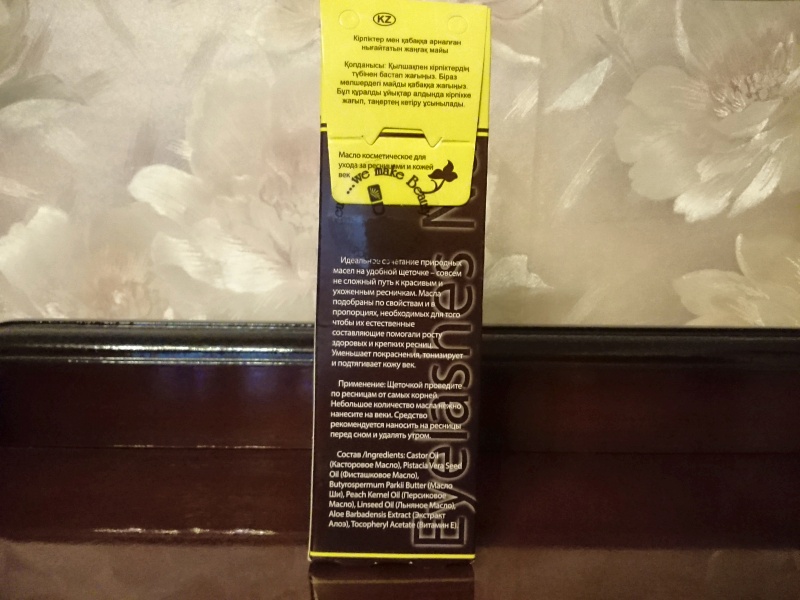 KZ
Кірпіктер мен қабаққа арналған
нығайтатын жаңғақ майы
Қолданысы: Қылшақпен кірпіктердің
түбінен бастап жағыңыз. Біраз
мөлшердегі майды қабаққа жағыңыз.
Бұл құралды ұйықтар алдында кірпікке
жағып, таңертең кетіру ұсынылады.
Масло косметическое для
ухода за ресницами и кожей
век
...we make Beauty
Идеальное сочетание природных
масел на удобной щеточке – совсем
не сложный путь к красивым и
ухоженным ресничкам. Масла
подобраны по свойствам и в
пропорциях, необходимых для того
чтобы их естественные
составляющие помогали росту
здоровых и крепких ресниц.
Уменьшает покраснения, тонизирует
и подтягивает кожу век.
Применение: Щеточкой проведите
по ресницам от самых корней.
Небольшое количество масла нежно
нанесите на веки. Средство
рекомендуется наносить на ресницы
перед сном и удалять утром.
Состав /Ingredients: Castor Oil
(Касторовое Масло), Pistacia Vera Seed
Oil (Фисташковое Масло),
Butyrospermum Parkii Butter (Масло
Ши), Peach Kernel Oil (Персиковое
Масло), Linseed Oil (Льняное Масло),
Aloe Barbadensis Extract (Экстракт
Алоэ), Tocopheryl Acetate (Витамин Е)
Eyelashes